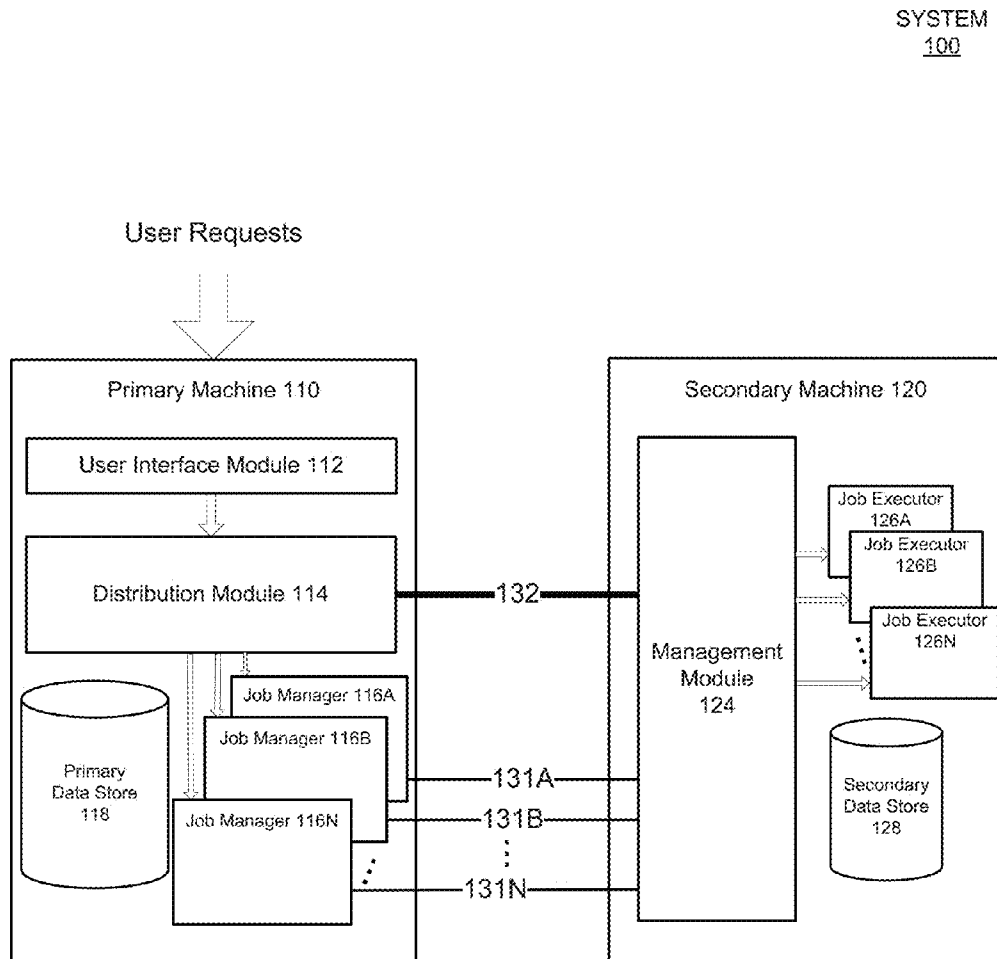 SYSTEM
100
User Requests
Primary Machine 110
User Interface Module 112
Distribution Module 114
Job Manager 116A
Job Manager 116B
Job Manager 116N
Primary
Data Store
118
132
131A
131B
131N
Secondary Machine 120
Management
Module
124
Job Executor
126A
Job Executor
126B
Job Executor
126N
Secondary
Data Store
128